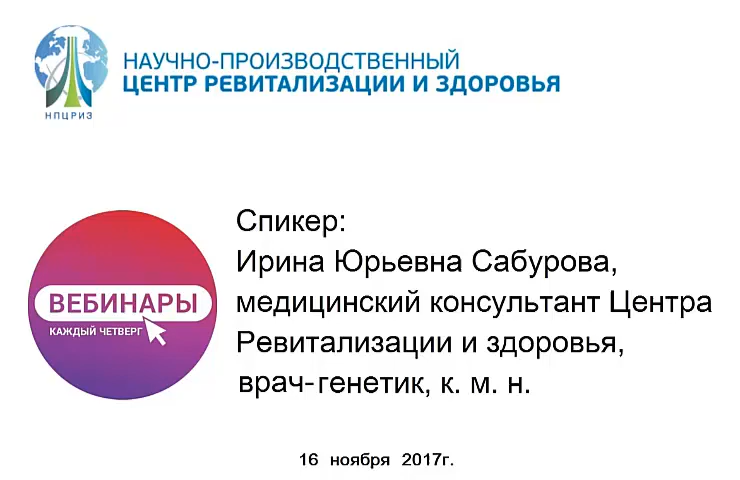 НАУЧНО-ПРОИЗВОДСТВЕННЫЙ
ЦЕНТР РЕВИТАЛИЗАЦИИ И ЗДОРОВЬЯ
НПЦРИЗ
Спикер:
Ирина Юрьевна Сабурова,
медицинский консультант Центра
Ревитализации и здоровья,
врач-генетик, к. м. н.
ВЕБИНАРЫ
КАЖДЫЙ ЧЕТВЕРГ
16 ноября 2017г.